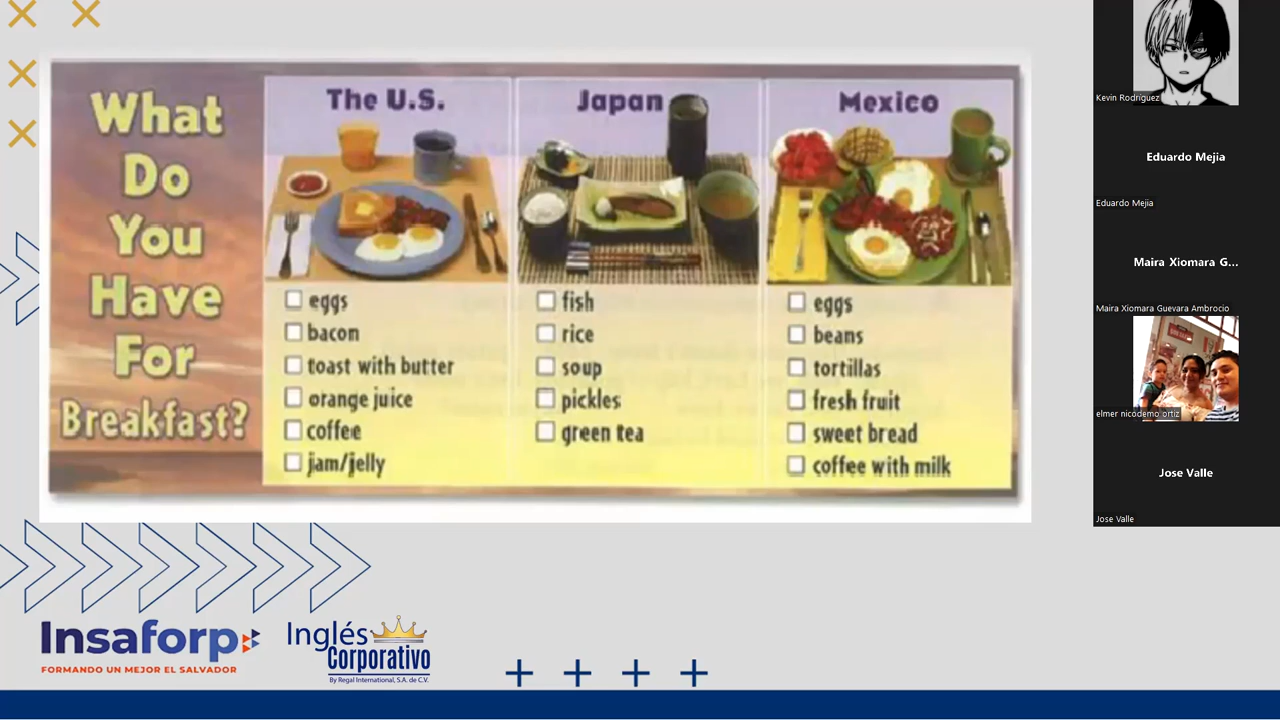 What
Do
You
Have
For
Breakfast?
The U.S.
eggs
bacon
toast with butter
orange juice
coffee
jam/jelly
Japan
fish
rice
soup
pickles
green tea
Mexico
eggs
beans
tortillas
fresh fruit
sweet bread
coffee with milk
Insaforp
FORMANDO UN MEJOR EL SALVADOR
Inglés
Corporativo
By Regal International, S.A. de C.V.
Kevin Rodriguez
Eduardo Mejia
Eduardo Mejia
Maira Xiomara G...
Maira Xiomara Guevara Ambrocio
elmer nicodemo ortiz
Jose Valle
Jose Valle